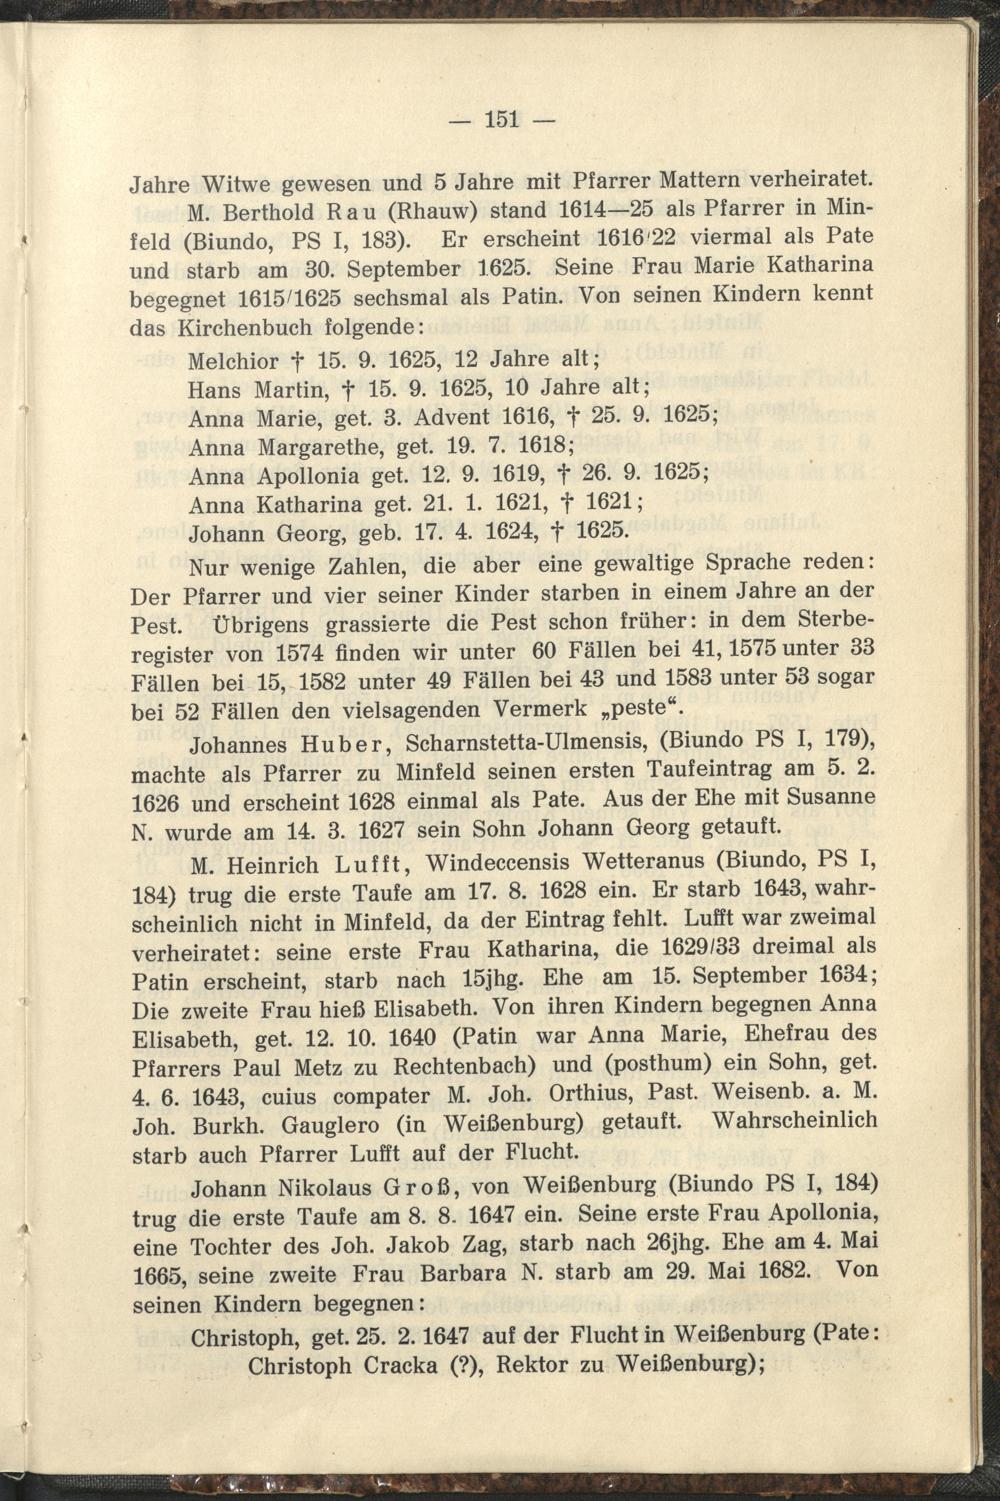 — 151 —
Jahre Witwe gewesen und 5 Jahre mit Pfarrer Mattern verheiratet.
M. Berthold Rau (Rhauw) stand 1614—25 als Pfarrer in Min-
feld (Biundo, PS I, 183). Er erscheint 1616/22 viermal als Pate
und starb am 30. September 1625. Seine Frau Marie Katharina
begegnet 1615/1625 sechsmal als Patin. Von seinen Kindern kennt
das Kirchenbuch folgende:
Melchior † 15. 9. 1625, 12 Jahre alt;
Hans Martin, † 15. 9. 1625, 10 Jahre alt;
Anna Marie, get. 3. Advent 1616, † 25. 9. 1625;
Anna Margarethe, get. 19. 7. 1618;
Anna Apollonia get. 12. 9. 1619, † 26. 9. 1625;
Anna Katharina get. 21. 1. 1621, † 1621;
Johann Georg, geb. 17. 4. 1624, † 1625.
Nur wenige Zahlen, die aber eine gewaltige Sprache reden:
Der Pfarrer und vier seiner Kinder starben in einem Jahre an der
Pest. Übrigens grassierte die Pest schon früher: in dem Sterbe-
register von 1574 finden wir unter 60 Fällen bei 41, 1575 unter 33
Fällen bei 15, 1582 unter 49 Fällen bei 43 und 1583 unter 53 sogar
bei 52 Fällen den vielsagenden Vermerk „peste“.
Johannes Huber, Scharnstetta-Ulmensis, (Biundo PS I, 179),
machte als Pfarrer zu Minfeld seinen ersten Taufeintrag am 5. 2.
1626 und erscheint 1628 einmal als Pate. Aus der Ehe mit Susanne
N. wurde am 14. 3. 1627 sein Sohn Johann Georg getauft.
M. Heinrich Lufft, Windeccensis Wetteranus (Biundo, PS I,
184) trug die erste Taufe am 17. 8. 1628 ein. Er starb 1643, wahr-
scheinlich nicht in Minfeld, da der Eintrag fehlt. Lufft war zweimal
verheiratet: seine erste Frau Katharina, die 1629/33 dreimal als
Patin erscheint, starb nach 15jhg. Ehe am 15. September 1634;
Die zweite Frau hieß Elisabeth. Von ihren Kindern begegnen Anna
Elisabeth, get. 12. 10. 1640 (Patin war Anna Marie, Ehefrau des
Pfarrers Paul Metz zu Rechtenbach) und (posthum) ein Sohn, get.
4. 6. 1643, cuius compater M. Joh. Orthius, Past. Weisenb. a. M.
Joh. Burkh. Gauglero (in Weißenburg) getauft. Wahrscheinlich
starb auch Pfarrer Lufft auf der Flucht.
Johann Nikolaus Groß, von Weißenburg (Biundo PS I, 184)
trug die erste Taufe am 8. 8. 1647 ein. Seine erste Frau Apollonia,
eine Tochter des Joh. Jakob Zag, starb nach 26jhg. Ehe am 4. Mai
1665, seine zweite Frau Barbara N. starb am 29. Mai 1682. Von
seinen Kindern begegnen:
Christoph, get. 25. 2. 1647 auf der Flucht in Weißenburg (Pate:
Christoph Cracka (?), Rektor zu Weißenburg);